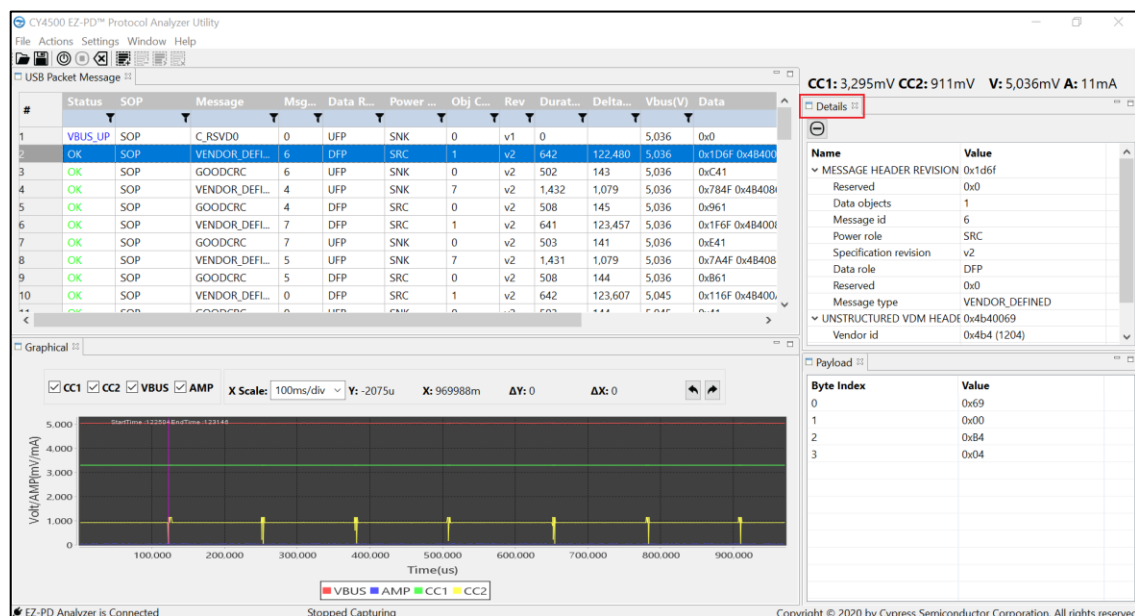 CY4500 EZ-PD™ Protocol Analyzer Utility
File Actions Settings Window Help
USB Packet Message
CC1: 3,295mV CC2: 911mV V: 5,036mV A: 11mA
# Status SOP Message Msg... Data R... Power ... Obj C... Rev Durat... Delta... Vbus(V) Data
1 VBUS_UP SOP C_RSVD0 0 UFP SNK 0 v1 0 5,036 0x0
2 OK SOP VENDOR_DEFI... 6 DFP SRC 1 v2 642 122,480 5,036 0x1D6F 0x4B400
3 OK SOP GOODCRC 6 UFP SNK 0 v2 502 143 5,036 0xC41
4 OK SOP VENDOR_DEFI... 4 UFP SNK 7 v2 1,432 1,079 5,036 0x784F 0x4B408
5 OK SOP GOODCRC 4 DFP SRC 0 v2 508 145 5,036 0x961
6 OK SOP VENDOR_DEFI... 7 DFP SRC 1 v2 641 123,457 5,036 0x1F6F 0x4B400
7 OK SOP GOODCRC 7 UFP SNK 0 v2 503 141 5,036 0xE41
8 OK SOP VENDOR_DEFI... 5 UFP SNK 7 v2 1,431 1,079 5,036 0x7A4F 0x4B408
9 OK SOP GOODCRC 5 DFP SRC 0 v2 508 144 5,036 0xB61
10 OK SOP VENDOR_DEFI... 0 DFP SRC 1 v2 642 123,607 5,045 0x116F 0x4B400
Details
Name Value
MESSAGE HEADER REVISION 0x1d6f
Reserved 0x0
Data objects 1
Message id 6
Power role SRC
Specification revision v2
Data role DFP
Reserved 0x0
Message type VENDOR_DEFINED
UNSTRUCTURED VDM HEADE 0x4b40069
Vendor id 0x4b4 (1204)
Graphical
CC1 CC2 VBUS AMP X Scale: 100ms/div Y: -2075u X: 969988m ΔY: 0 ΔX: 0
StartTime :122504 EndTime :123146
Volt/AMP(mV/mA)
5.000
4.000
3.000
2.000
1.000
0
100.000 200.000 300.000 400.000 500.000 600.000 700.000 800.000 900.000
Time(us)
VBUS AMP CC1 CC2
Payload
Byte Index Value
0 0x69
1 0x00
2 0xB4
3 0x04
EZ-PD Analyzer is Connected Stopped Capturing Copyright © 2020 by Cypress Semiconductor Corporation. All rights reserved